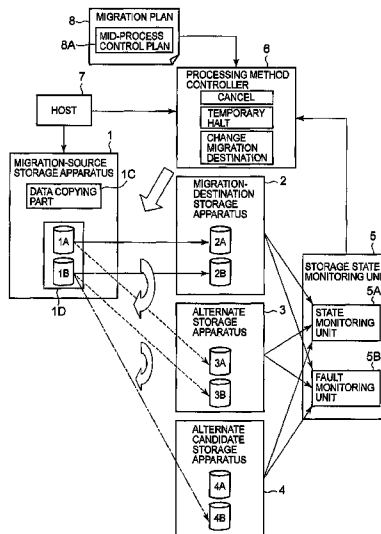 8
MIGRATION PLAN
8A
MID-PROCESS
CONTROL PLAN
6
PROCESSING METHOD
CONTROLLER
CANCEL
TEMPORARY
HALT
CHANGE
MIGRATION
DESTINATION
7
HOST
1
MIGRATION-SOURCE
STORAGE APPARATUS
1C
DATA COPYING
PART
1A
1B
1D
2
MIGRATION-
DESTINATION
STORAGE
APPARATUS
2A
2B
3
ALTERNATE STORAGE
APPARATUS
3A
3B
ALTERNATE
CANDIDATE
STORAGE
APPARATUS
4A
4B
4
5
STORAGE STATE
MONITORING UNIT
5A
STATE
MONITORING
UNIT
5B
FAULT
MONITORING
UNIT